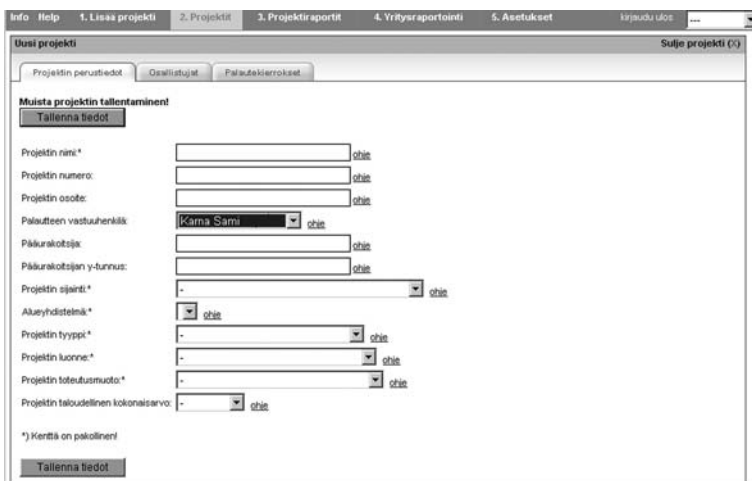 Info Help 1. Lisaa projekti 2. Projektit 3. Projektiraportit 4. Yritysraportointi 5. Asetukset kirjaudu ulos ---
Uusi projekti Sulje projekti (X)
Projektin perustiedot Osallistujat Palautekierrokset
Muista projektin tallentaminen!
Tallenna tiedot
Projektin nimi:* ohje
Projektin numero: ohje
Projektin osoite: ohje
Palautteen vastuuhenkilö: Karna Sami ohje
Pääurakoitsija: ohje
Pääurakoitsijan y-tunnus: ohje
Projektin sijainti:* - ohje
Alueyhdistelmä:* ohje
Projektin tyyppi:* - ohje
Projektin luonne:* - ohje
Projektin toteutusmuoto:* - ohje
Projektin taloudellinen kokonaisarvo: - ohje
*) Kenttä on pakollinen!
Tallenna tiedot